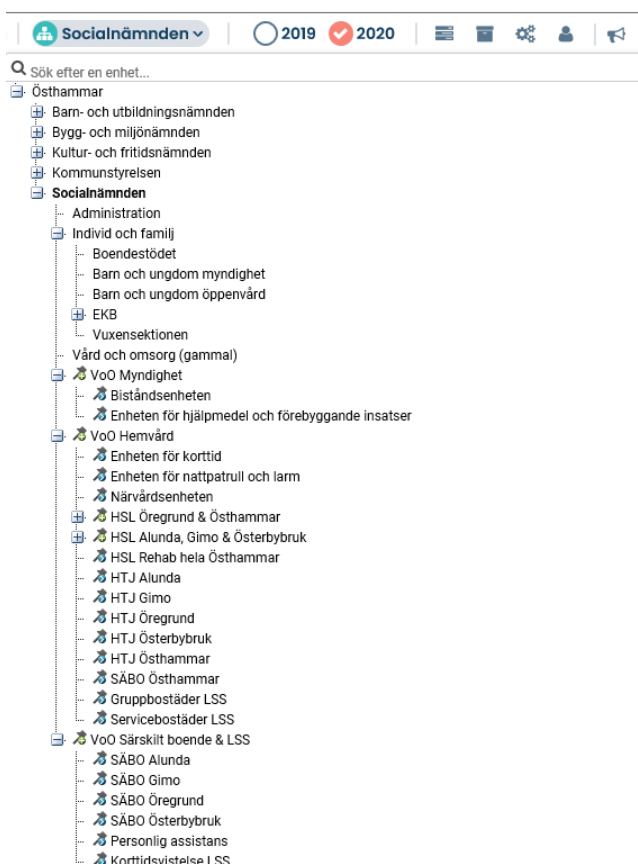 Socialnämnden 2019 2020
Sök efter en enhet...
Östhammar
Barn- och utbildningsnämnden
Bygg- och miljönämnden
Kultur- och fritidsnämnden
Kommunstyrelsen
Socialnämnden
Administration
Individ och familj
Boendestödet
Barn och ungdom myndighet
Barn och ungdom öppenvård
EKB
Vuxensektionen
Vård och omsorg (gammal)
VoO Myndighet
Biståndsenheten
Enheten för hjälpmedel och förebyggande insatser
VoO Hemvård
Enheten för korttid
Enheten för nattpatrull och larm
Närvårdsenheten
HSL Öregrund & Östhammar
HSL Alunda, Gimo & Österbybruk
HSL Rehab hela Östhammar
HTJ Alunda
HTJ Gimo
HTJ Öregrund
HTJ Österbybruk
HTJ Östhammar
SÄBO Östhammar
Gruppbostäder LSS
Servicebostäder LSS
VoO Särskilt boende & LSS
SÄBO Alunda
SÄBO Gimo
SÄBO Öregrund
SÄBO Österbybruk
Personlig assistans
Korttidsvistelse LSS